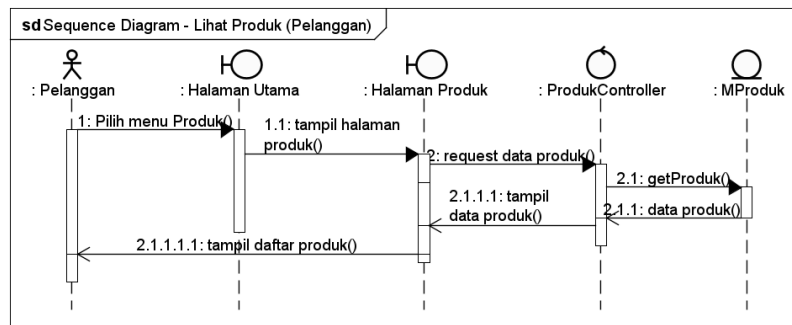 sd Sequence Diagram - Lihat Produk (Pelanggan)
: Pelanggan
: Halaman Utama
: Halaman Produk
: ProdukController
: MProduk
1: Pilih menu Produk()
1.1: tampil halaman
produk()
2: request data produk()
2.1: getProduk()
2.1.1: data produk()
2.1.1.1: tampil
data produk()
2.1.1.1.1: tampil daftar produk()